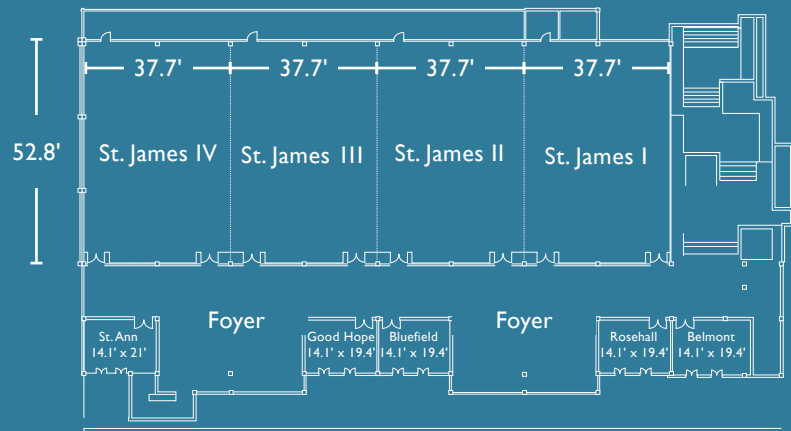 37.7' 37.7' 37.7' 37.7'
52.8' St. James IV St. James III St. James II St. James I
Foyer Foyer
St. Ann Good Hope Bluefield Rosehall Belmont
14.1' x 21' 14.1' x 19.4' 14.1' x 19.4' 14.1' x 19.4' 14.1' x 19.4'